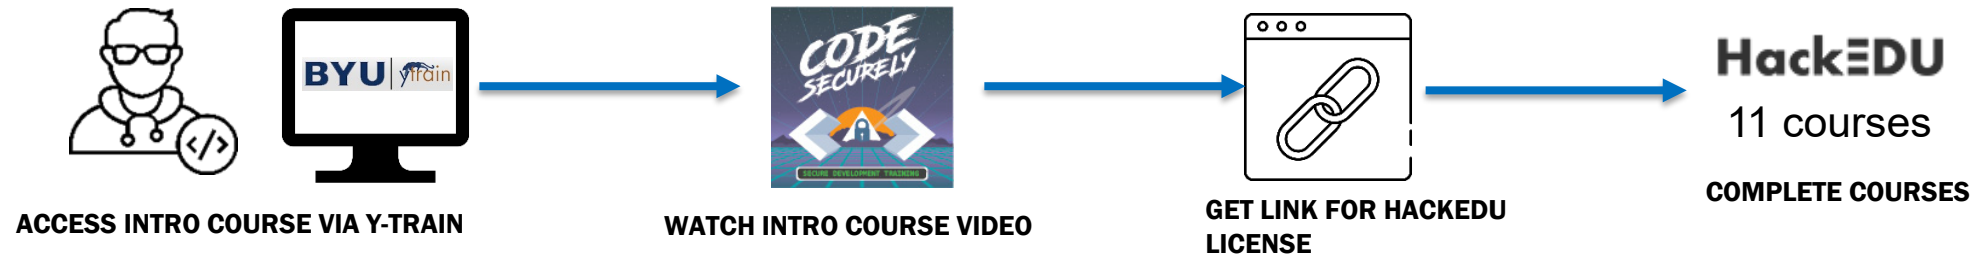 BYU ytrain
CODE
SECURELY
SECURE DEVELOPMENT TRAINING
</>
HackEDU
11 courses
ACCESS INTRO COURSE VIA Y-TRAIN
WATCH INTRO COURSE VIDEO
GET LINK FOR HACKEDU
LICENSE
COMPLETE COURSES